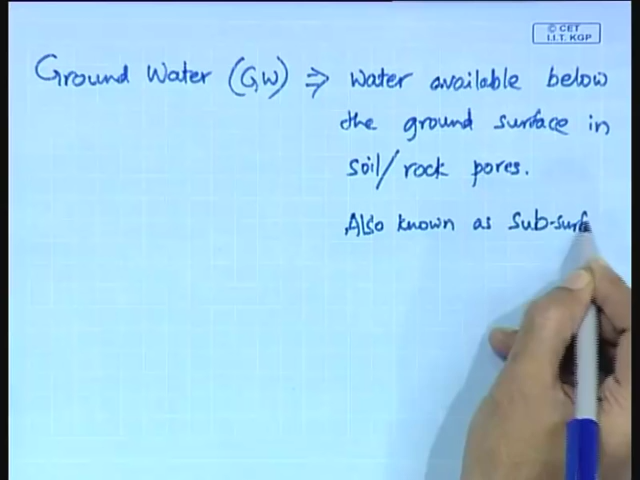 © CET
I.I.T. KGP
Ground Water (GW) ⇒ Water available below
the ground surface in
soil/rock pores.
Also known as sub-surf